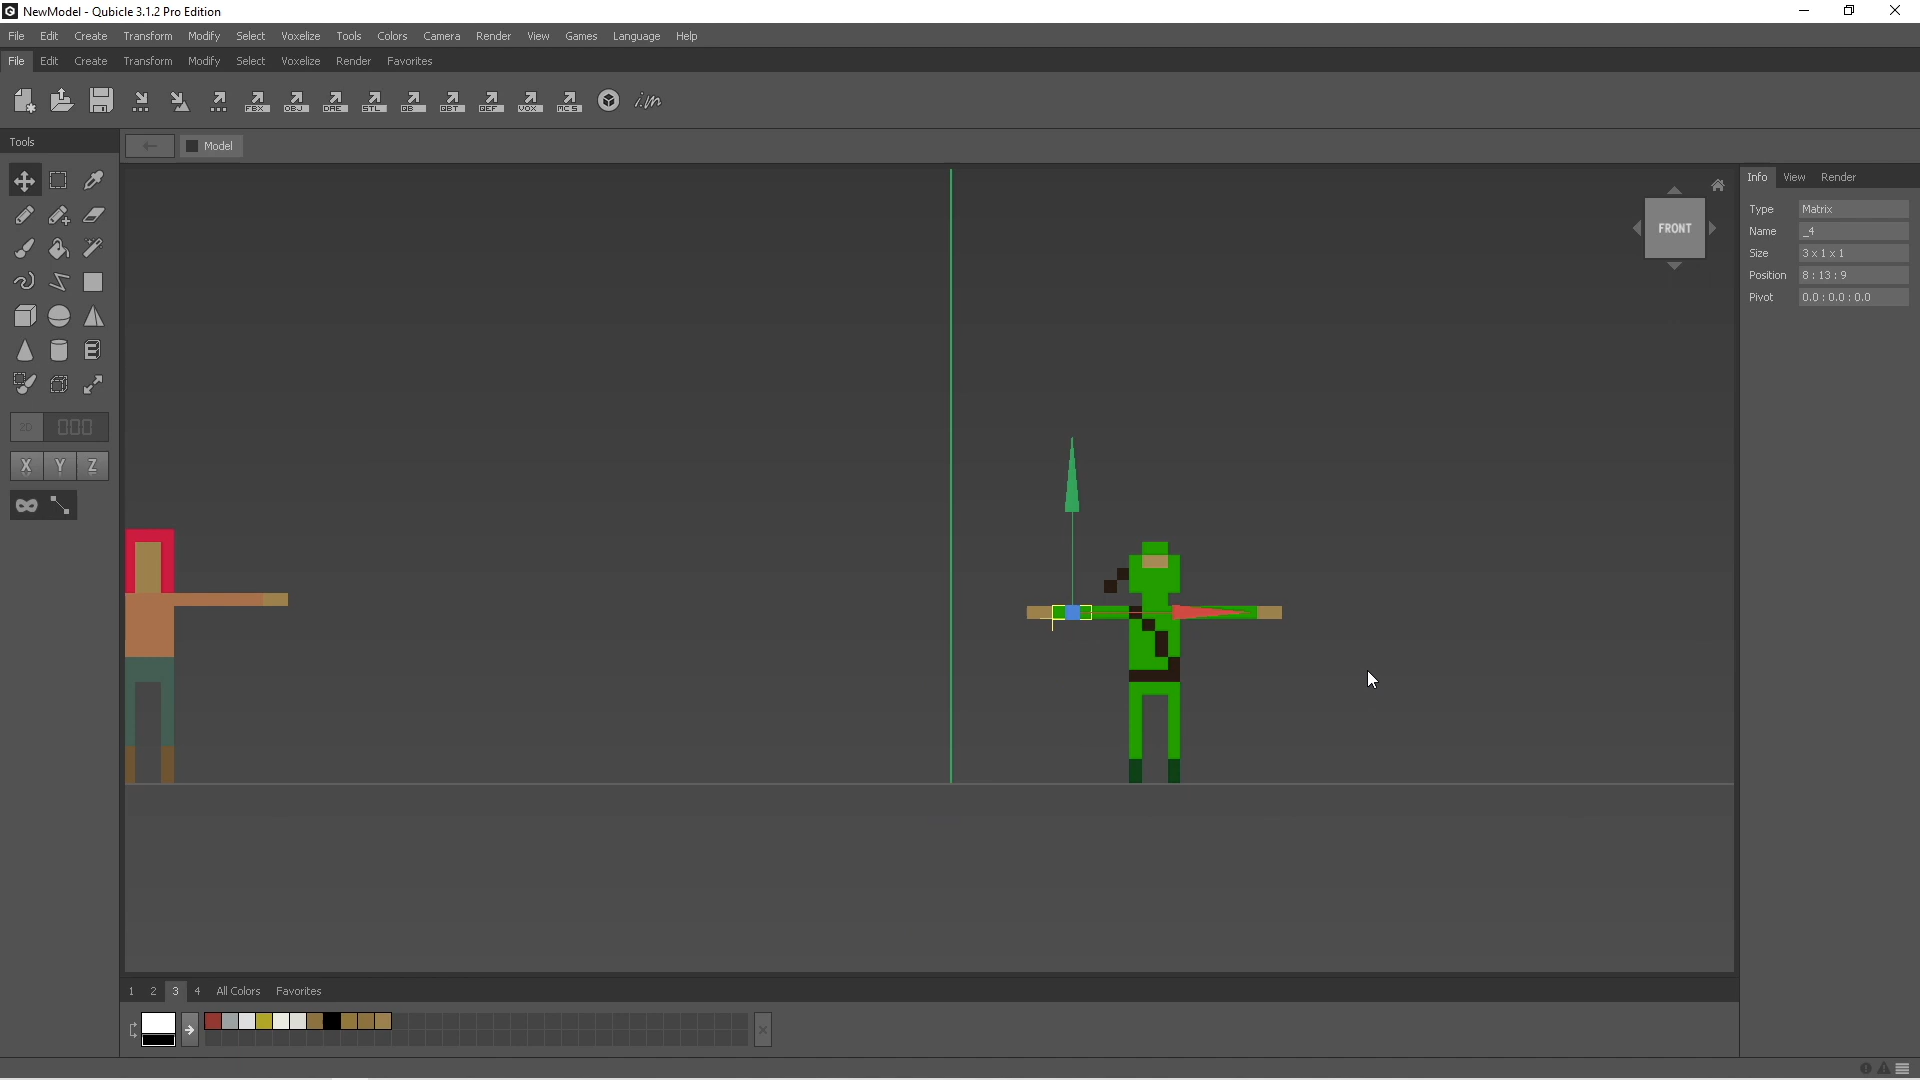 NewModel - Qubicle 3.1.2 Pro Edition
File Edit Create Transform Modify Select Voxelize Tools Colors Camera Render View Games Language Help
File Edit Create Transform Modify Select Voxelize Render Favorites
FBX OBJ DAE STL QB QBT QEF VOX MC S i.m
Tools
Model
Info View Render
FRONT
Type Matrix
Name _4
Size 3 x 1 x 1
Position 8 : 13 : 9
Pivot 0.0 : 0.0 : 0.0
2D 000
X Y Z
1 2 3 4 All Colors Favorites